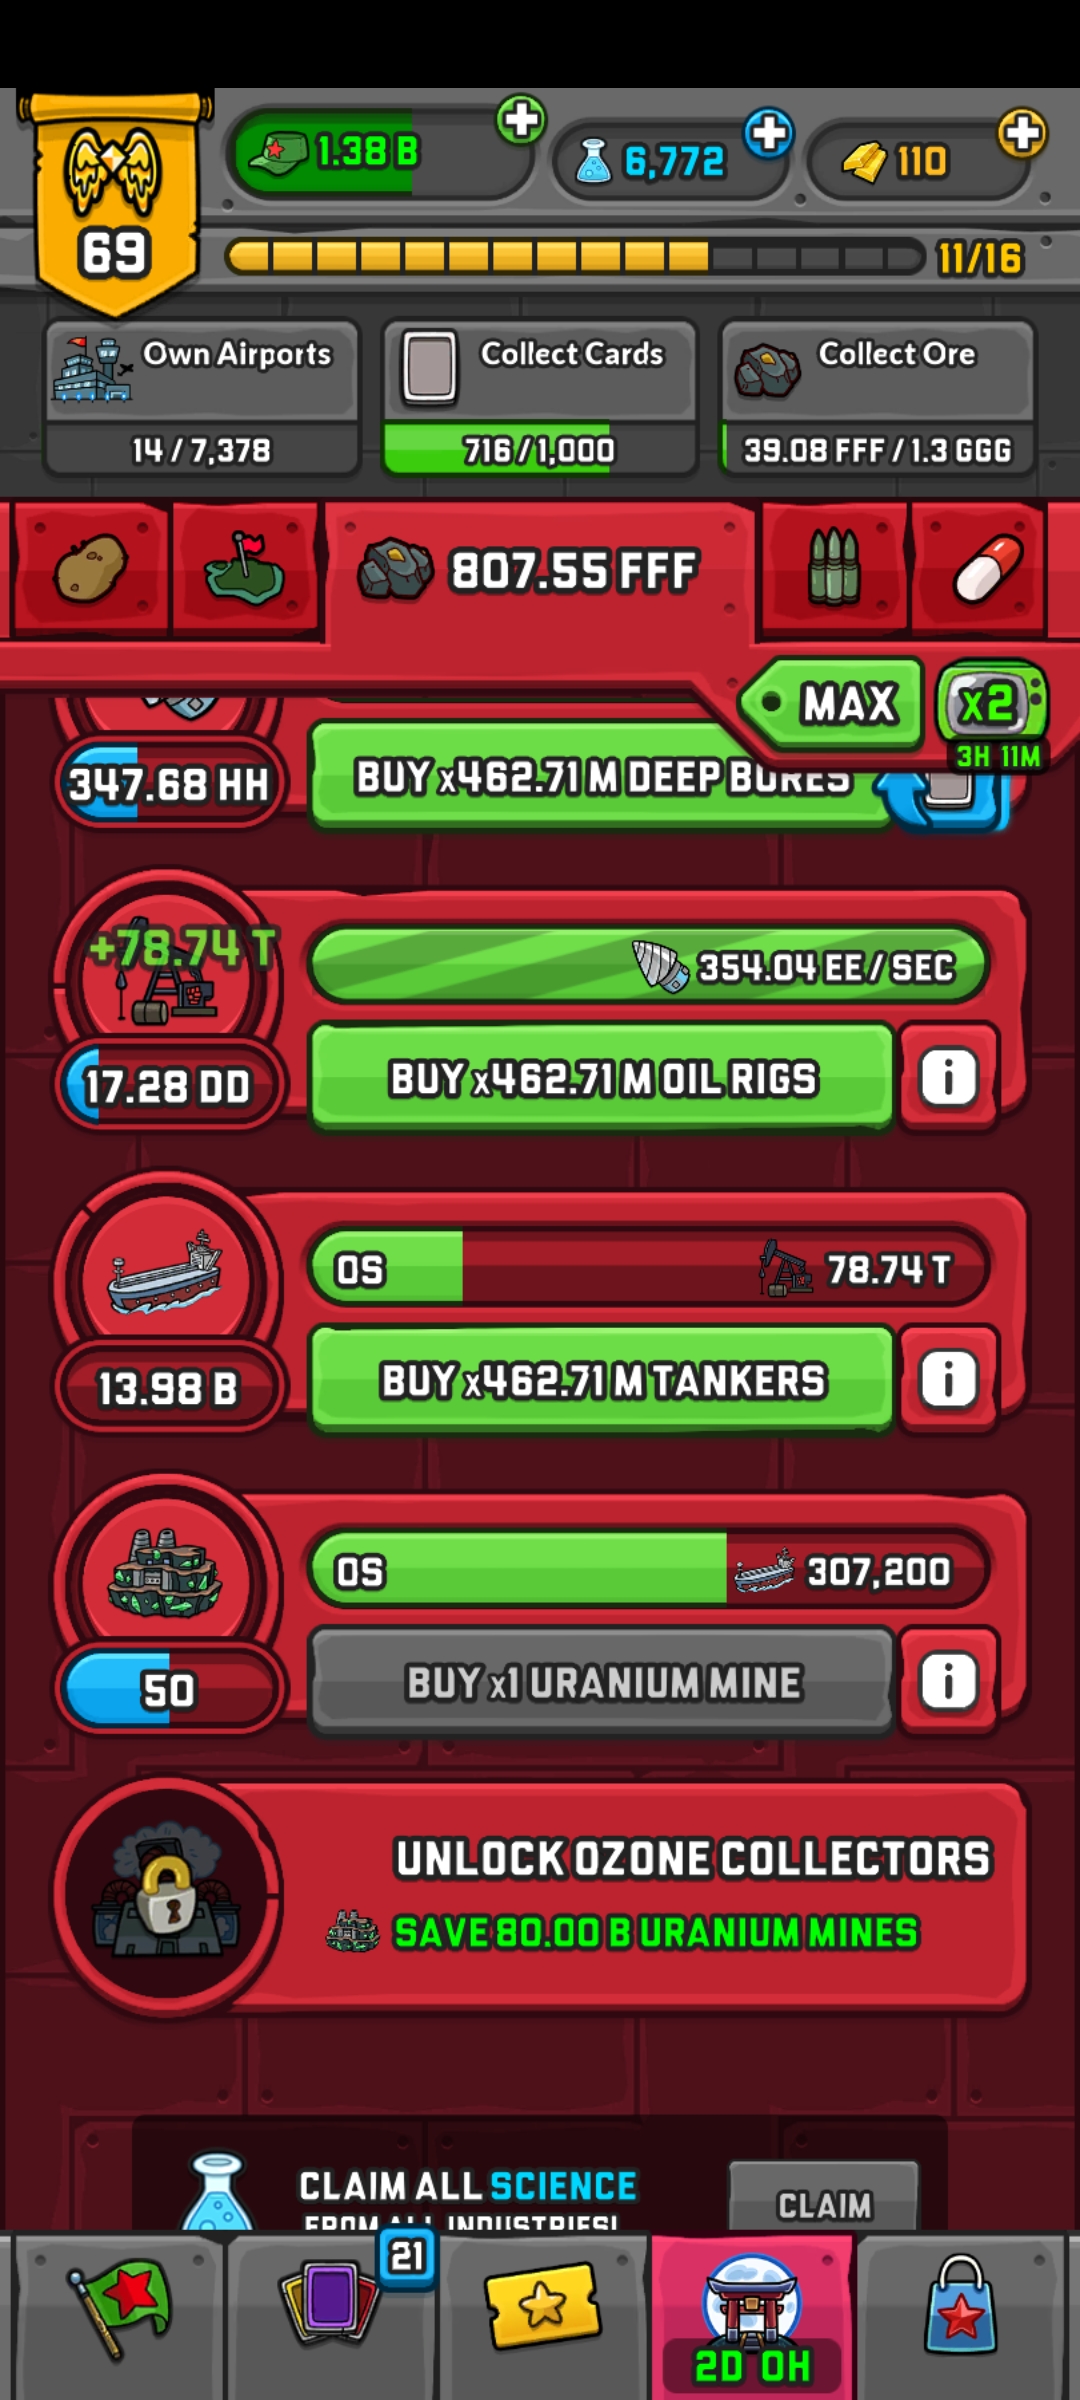 1.38 B
6,772
110
69
11/16
Own Airports
14 / 7,378
Collect Cards
716 / 1,000
Collect Ore
39.08 FFF / 1.3 GGG
807.55 FFF
MAX
x2
3H 11M
347.68 HH
BUY x462.71 M DEEP BORES
+78.74 T
354.04 EE / SEC
17.28 DD
BUY x462.71 M OIL RIGS
i
0S
78.74 T
13.98 B
BUY x462.71 M TANKERS
i
0S
307,200
50
BUY x1 URANIUM MINE
i
UNLOCK OZONE COLLECTORS
SAVE 80.00 B URANIUM MINES
CLAIM ALL SCIENCE
FROM ALL INDUSTRIES!
CLAIM
21
2D 0H